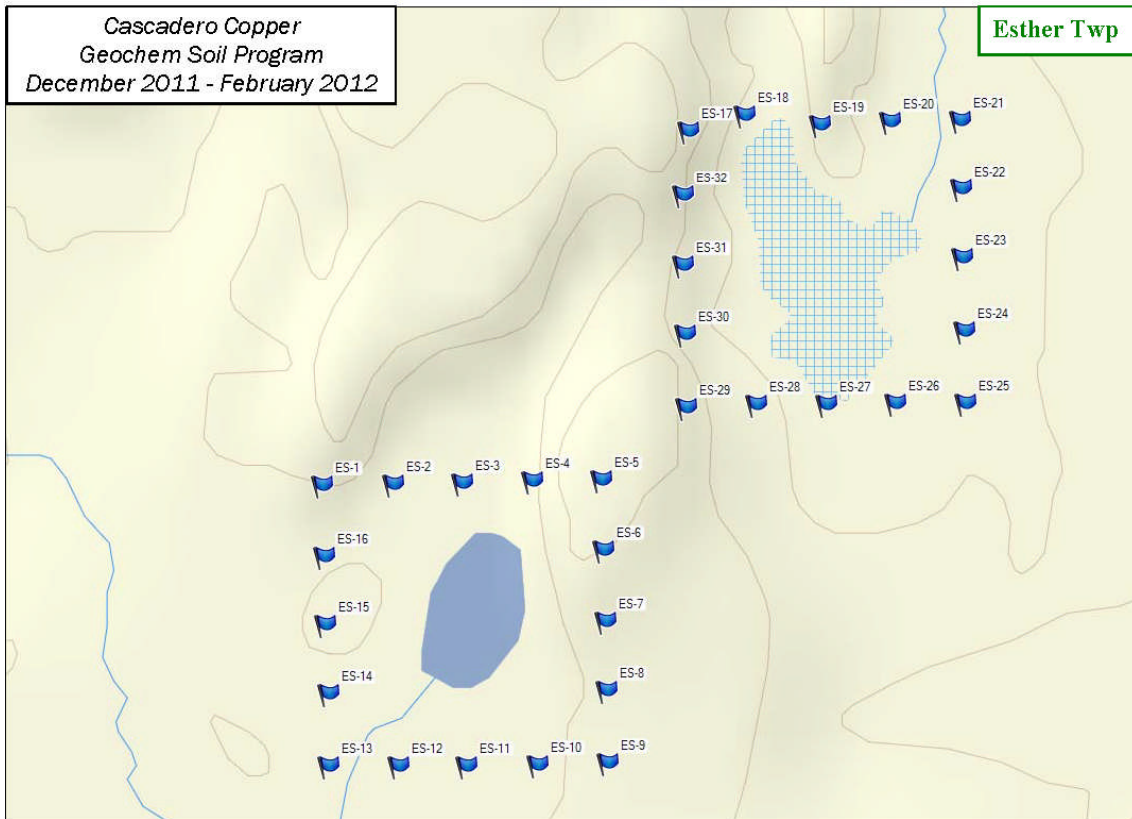 Cascadero Copper
Geochem Soil Program
December 2011 - February 2012
Esther Twp
ES-17
ES-18
ES-19
ES-20
ES-21
ES-32
ES-22
ES-31
ES-23
ES-30
ES-24
ES-29
ES-28
ES-27
ES-26
ES-25
ES-1
ES-2
ES-3
ES-4
ES-5
ES-16
ES-6
ES-15
ES-7
ES-14
ES-8
ES-13
ES-12
ES-11
ES-10
ES-9